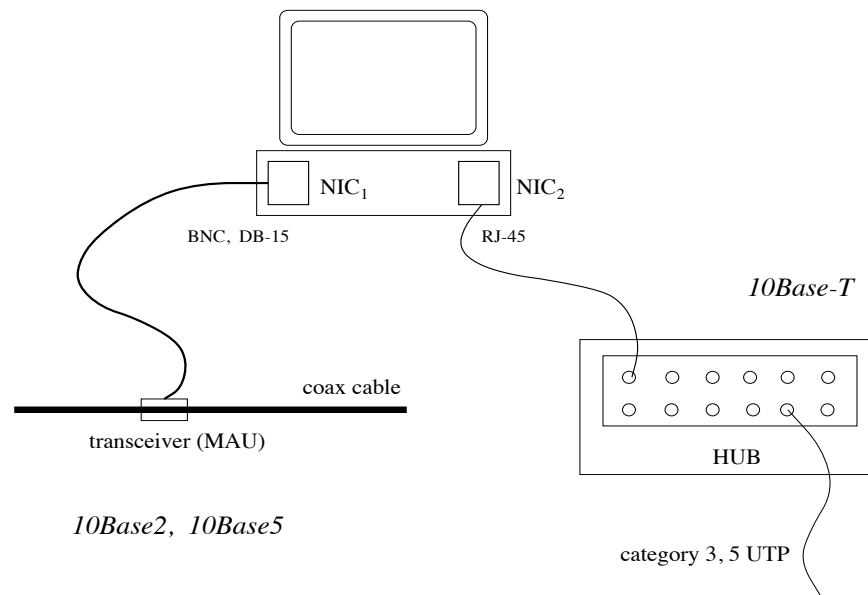 NIC₁
NIC₂
BNC, DB-15
RJ-45
10Base-T
coax cable
transceiver (MAU)
HUB
10Base2, 10Base5
category 3, 5 UTP